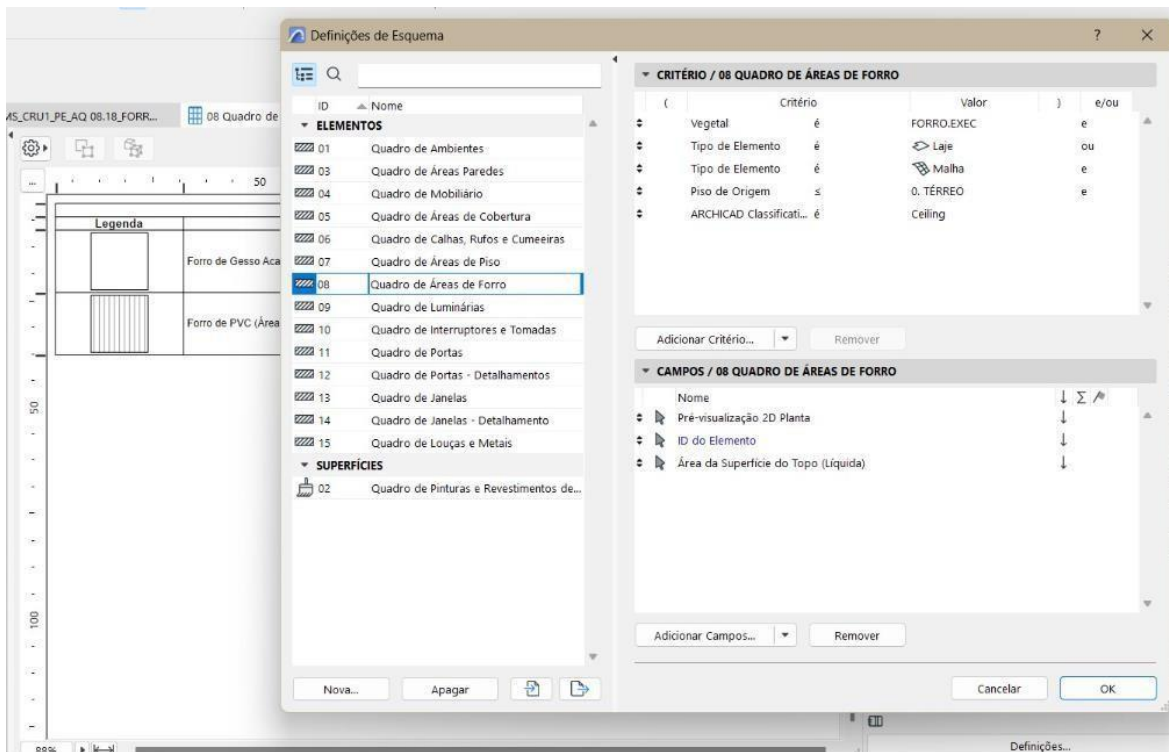 Definições de Esquema
? ×
MS_CRU1_PE_AQ 08.18_FORR...
08 Quadro de
50
Legenda
Forro de Gesso Aca
Forro de PVC (Área
50
100
ID Nome
ELEMENTOS
01 Quadro de Ambientes
03 Quadro de Áreas Paredes
04 Quadro de Mobiliário
05 Quadro de Áreas de Cobertura
06 Quadro de Calhas, Rufos e Cumeeiras
07 Quadro de Áreas de Piso
08 Quadro de Áreas de Forro
09 Quadro de Luminárias
10 Quadro de Interruptores e Tomadas
11 Quadro de Portas
12 Quadro de Portas - Detalhamentos
13 Quadro de Janelas
14 Quadro de Janelas - Detalhamento
15 Quadro de Louças e Metais
SUPERFÍCIES
02 Quadro de Pinturas e Revestimentos de...
Nova... Apagar
CRITÉRIO / 08 QUADRO DE ÁREAS DE FORRO
( Critério Valor ) e/ou
Vegetal é FORRO.EXEC e
Tipo de Elemento é Laje ou
Tipo de Elemento é Malha e
Piso de Origem ≤ 0. TÉRREO e
ARCHICAD Classificati... é Ceiling
Adicionar Critério... Remover
CAMPOS / 08 QUADRO DE ÁREAS DE FORRO
Nome ↓ Σ
Pré-visualização 2D Planta ↓
ID do Elemento ↓
Área da Superfície do Topo (Líquida) ↓
Adicionar Campos... Remover
Cancelar OK
88%
Definições...